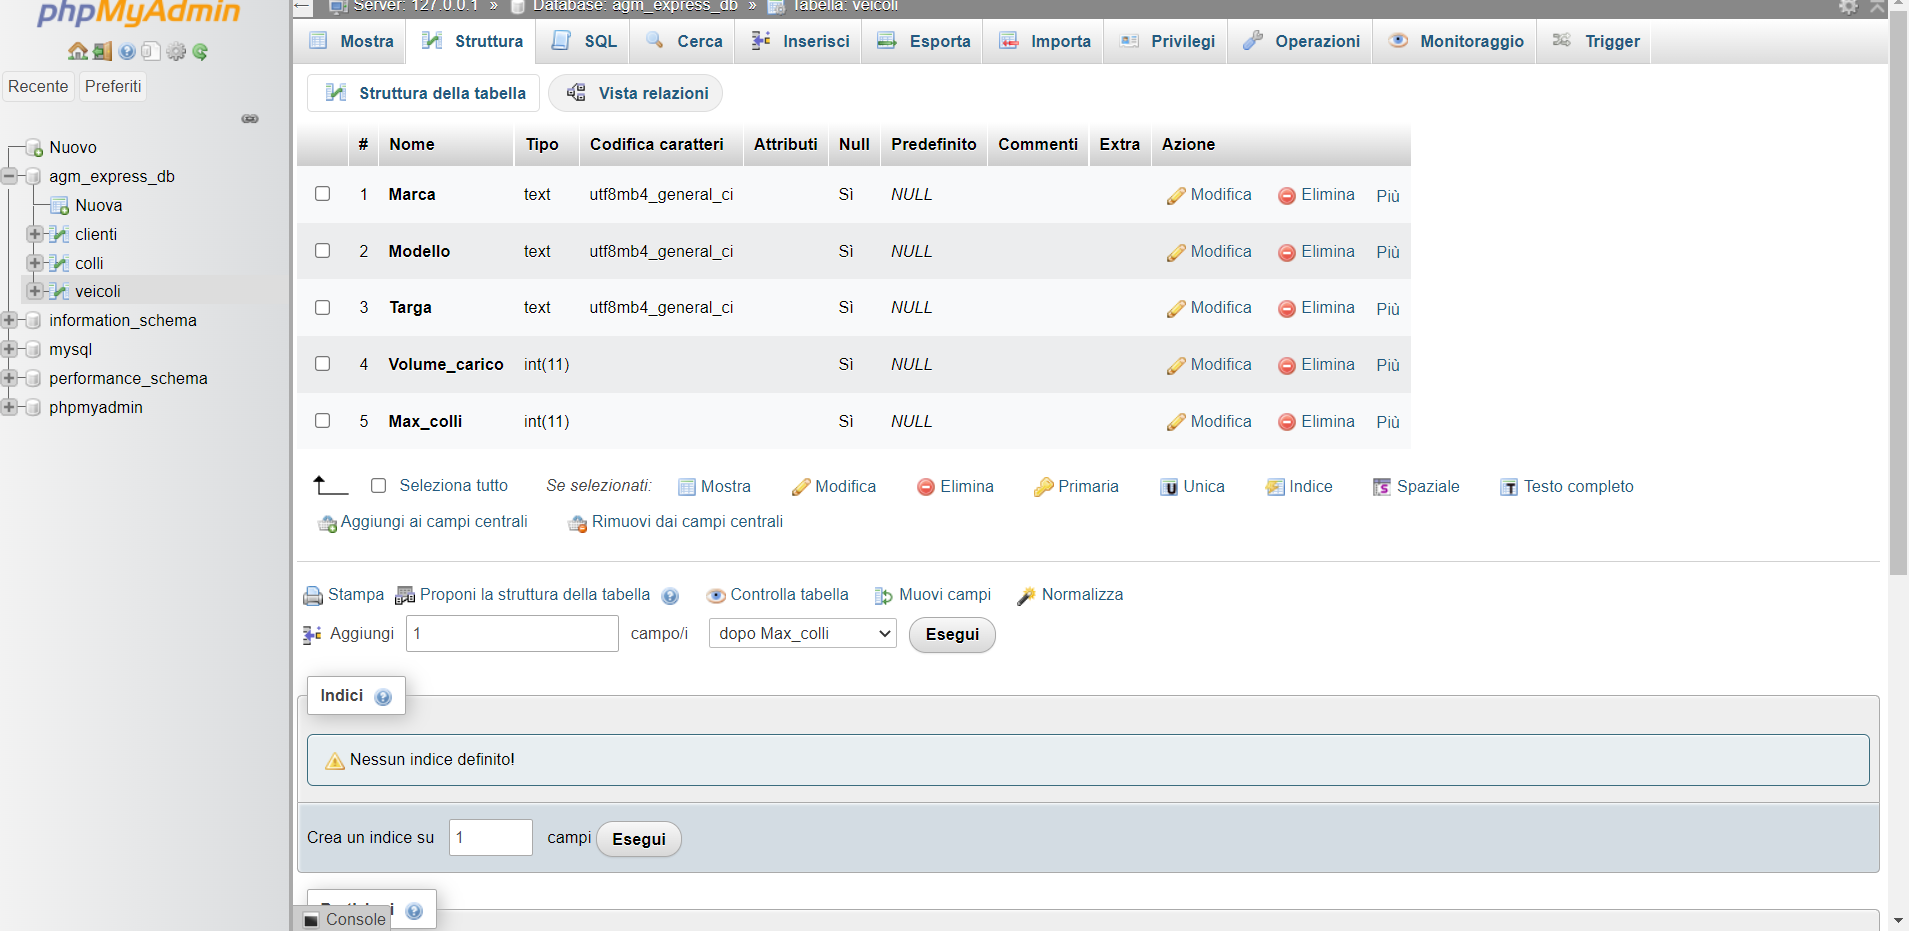 phpMyAdmin
Recente Preferiti
Nuovo
agm_express_db
Nuova
clienti
colli
veicoli
information_schema
mysql
performance_schema
phpmyadmin
Server: 127.0.0.1 » Database: agm_express_db » Tabella: veicoli
Mostra Struttura SQL Cerca Inserisci Esporta Importa Privilegi Operazioni Monitoraggio Trigger
Struttura della tabella Vista relazioni
# Nome Tipo Codifica caratteri Attributi Null Predefinito Commenti Extra Azione
1 Marca text utf8mb4_general_ci Sì NULL Modifica Elimina Più
2 Modello text utf8mb4_general_ci Sì NULL Modifica Elimina Più
3 Targa text utf8mb4_general_ci Sì NULL Modifica Elimina Più
4 Volume_carico int(11) Sì NULL Modifica Elimina Più
5 Max_colli int(11) Sì NULL Modifica Elimina Più
Seleziona tutto Se selezionati: Mostra Modifica Elimina Primaria Unica Indice Spaziale Testo completo
Aggiungi ai campi centrali Rimuovi dai campi centrali
Stampa Proponi la struttura della tabella Controlla tabella Muovi campi Normalizza
Aggiungi 1 campo/i dopo Max_colli Esegui
Indici
Nessun indice definito!
Crea un indice su 1 campi Esegui
Console